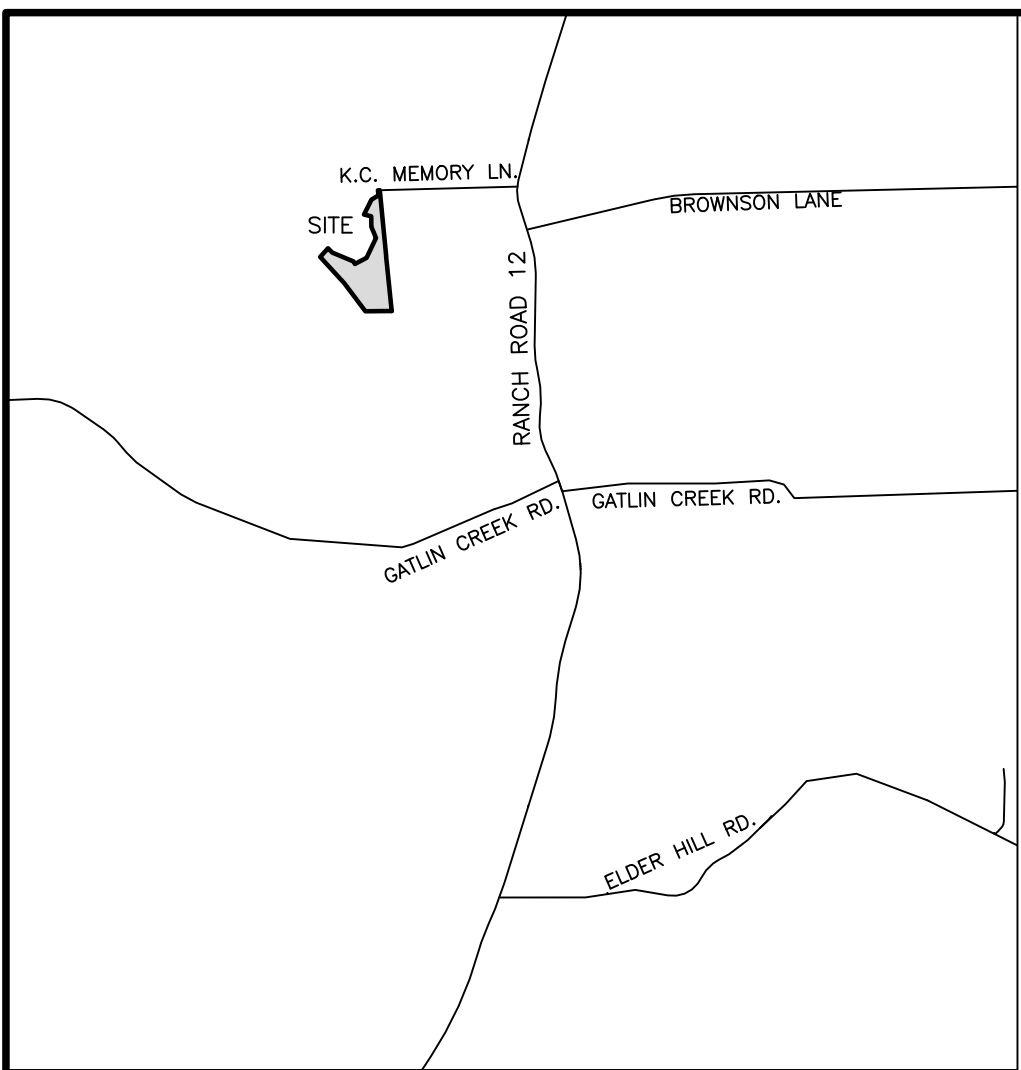 K.C. MEMORY LN.
BROWNSON LANE
SITE
RANCH ROAD 12
GATLIN CREEK RD.
GATLIN CREEK RD.
ELDER HILL RD.